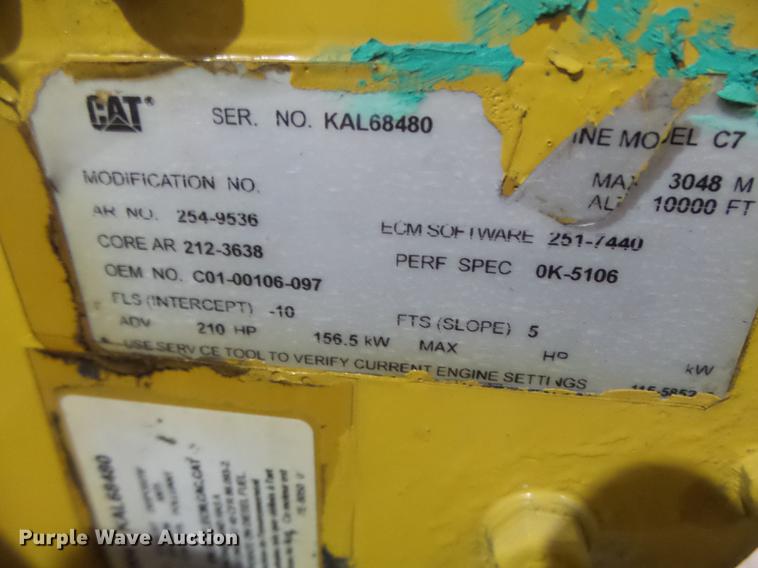 CAT® SER. NO. KAL68480
INE MODEL C7
MODIFICATION NO.
MAX 3048 M
ALT 10000 FT
AR NO. 254-9536
ECM SOFTWARE 251-7440
CORE AR 212-3638
PERF SPEC 0K-5106
OEM NO. C01-00106-097
FLS (INTERCEPT) -10
FTS (SLOPE) 5
ADV 210 HP 156.5 kW MAX HP kW
USE SERVICE TOOL TO VERIFY CURRENT ENGINE SETTINGS
115-5852
KAL68480
Purple Wave Auction